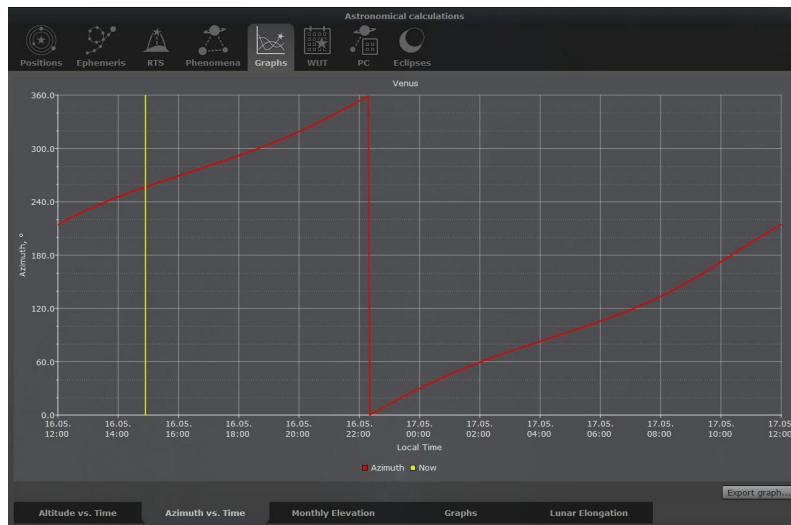 Astronomical calculations
Positions Ephemeris RTS Phenomena Graphs WUT PC Eclipses
Venus
360.0
300.0
240.0
180.0
120.0
60.0
0.0
Azimuth, °
16.05. 16.05. 16.05. 16.05. 16.05. 16.05. 17.05. 17.05. 17.05. 17.05. 17.05. 17.05. 17.05
12:00 14:00 16:00 18:00 20:00 22:00 00:00 02:00 04:00 06:00 08:00 10:00 12:00
Local Time
Azimuth Now
Export graph...
Altitude vs. Time Azimuth vs. Time Monthly Elevation Graphs Lunar Elongation